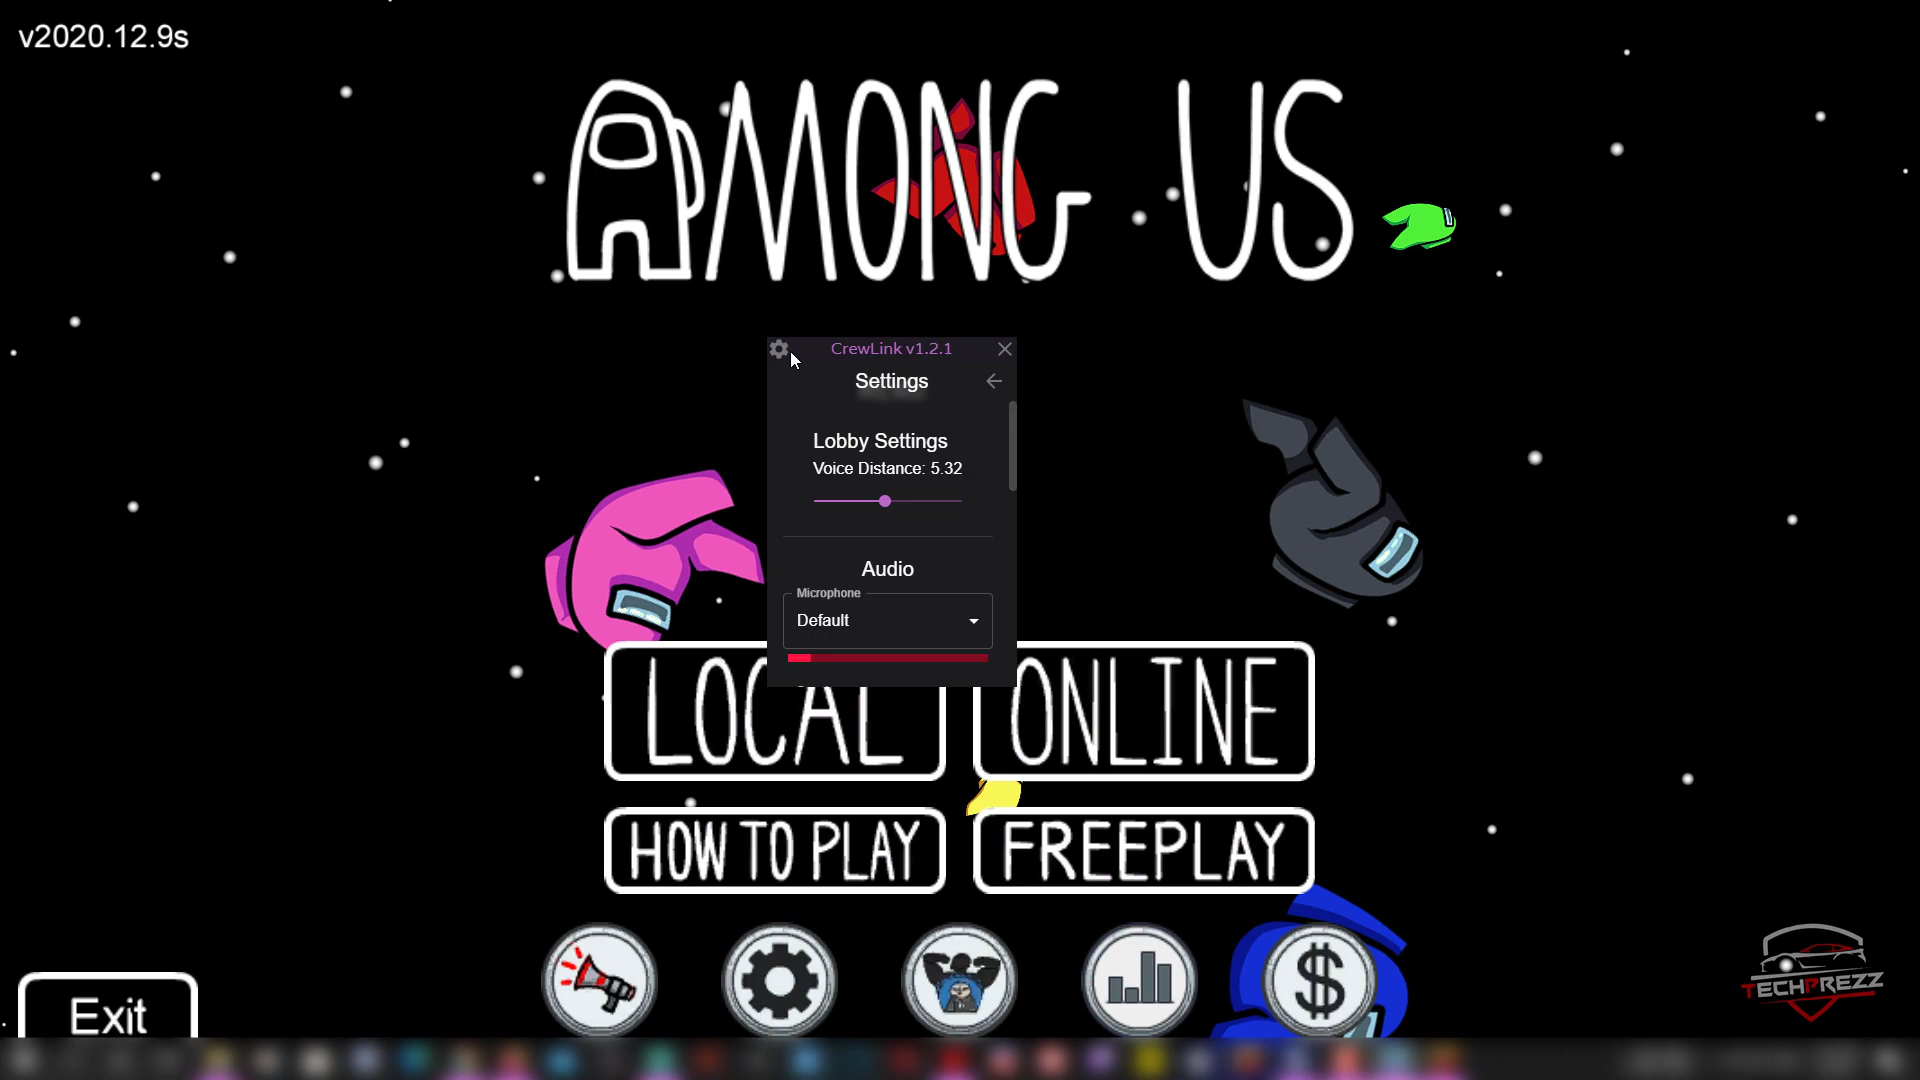 v2020.12.9s
AMONG US
CrewLink v1.2.1
Settings
Lobby Settings
Voice Distance: 5.32
Audio
Microphone
Default
LOCAL
ONLINE
HOW TO PLAY
FREEPLAY
$
Exit
TECHPREZZ